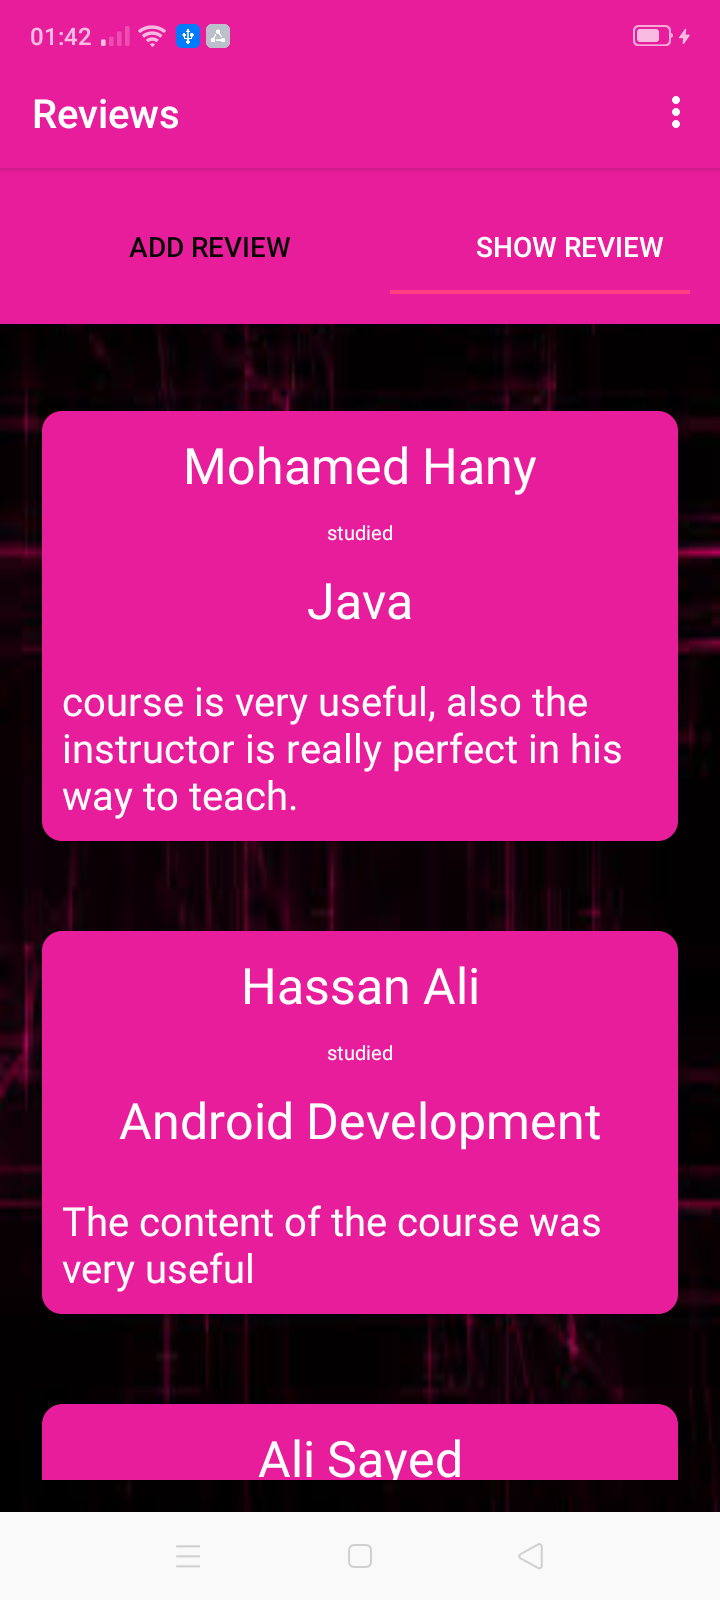 01:42
Reviews
ADD REVIEW
SHOW REVIEW
Mohamed Hany
studied
Java
course is very useful, also the
instructor is really perfect in his
way to teach.
Hassan Ali
studied
Android Development
The content of the course was
very useful
Ali Sayed